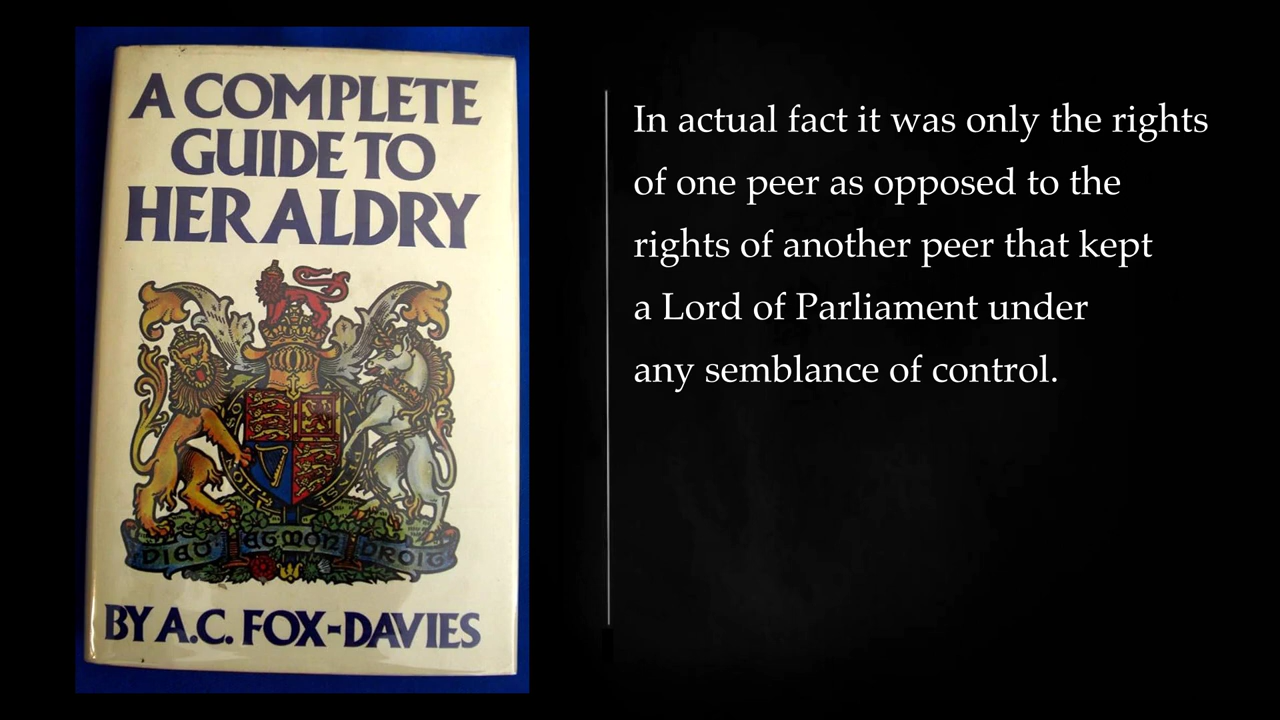 A COMPLETE
GUIDE TO
HERALDRY
DIEU ET MON DROIT
BY A.C. FOX-DAVIES
In actual fact it was only the rights
of one peer as opposed to the
rights of another peer that kept
a Lord of Parliament under
any semblance of control.